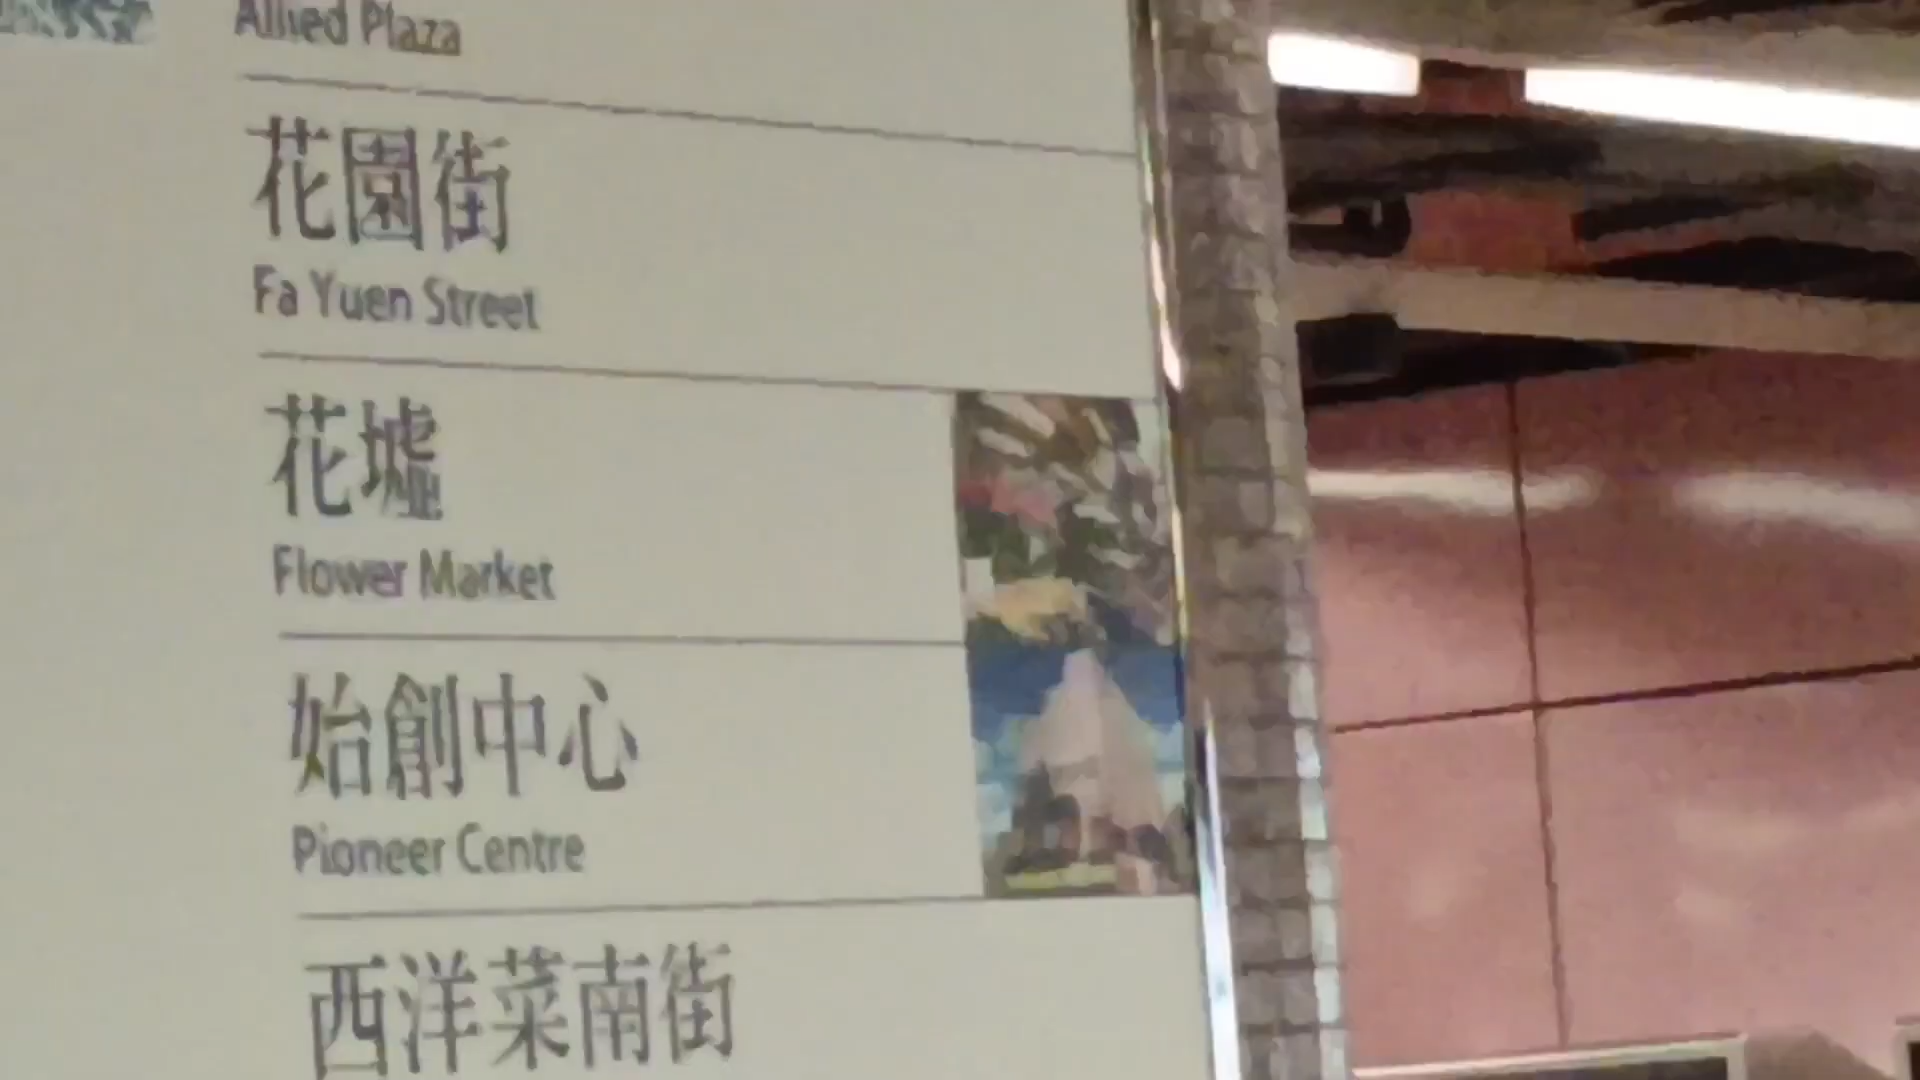 Allied Plaza
花園街
Fa Yuen Street
花墟
Flower Market
始創中心
Pioneer Centre
西洋菜南街